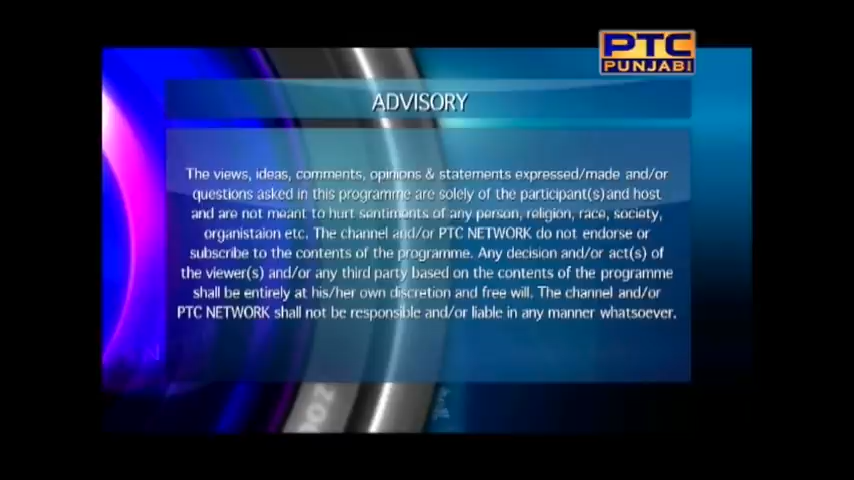 PTC
PUNJABI
ADVISORY
The views, ideas, comments, opinions & statements expressed/made and/or
questions asked in this programme are solely of the participant(s)and host
and are not meant to hurt sentiments of any person, religion, race, society,
organistaion etc. The channel and/or PTC NETWORK do not endorse or
subscribe to the contents of the programme. Any decision and/or act(s) of
the viewer(s) and/or any third party based on the contents of the programme
shall be entirely at his/her own discretion and free will. The channel and/or
PTC NETWORK shall not be responsible and/or liable in any manner whatsoever.